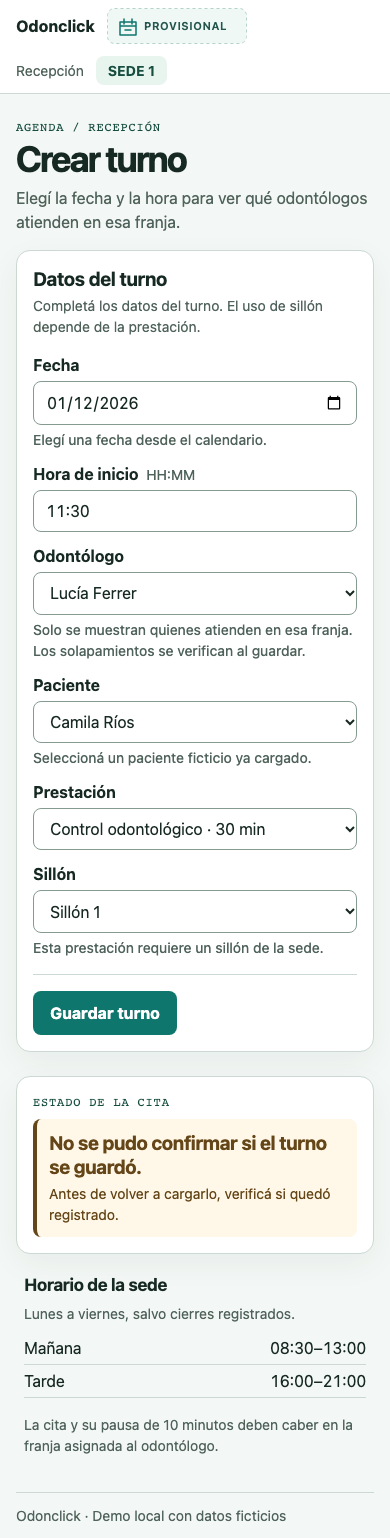 Odonclick
PROVISIONAL
Recepción
SEDE 1
AGENDA / RECEPCIÓN
Crear turno
Elegí la fecha y la hora para ver qué odontólogos
atienden en esa franja.
Datos del turno
Completá los datos del turno. El uso de sillón
depende de la prestación.
Fecha
01/12/2026
Elegí una fecha desde el calendario.
Hora de inicio HH:MM
11:30
Odontólogo
Lucía Ferrer
Solo se muestran quienes atienden en esa franja.
Los solapamientos se verifican al guardar.
Paciente
Camila Ríos
Seleccioná un paciente ficticio ya cargado.
Prestación
Control odontológico · 30 min
Sillón
Sillón 1
Esta prestación requiere un sillón de la sede.
Guardar turno
ESTADO DE LA CITA
No se pudo confirmar si el turno
se guardó.
Antes de volver a cargarlo, verificá si quedó
registrado.
Horario de la sede
Lunes a viernes, salvo cierres registrados.
Mañana 08:30–13:00
Tarde 16:00–21:00
La cita y su pausa de 10 minutos deben caber en la
franja asignada al odontólogo.
Odonclick · Demo local con datos ficticios